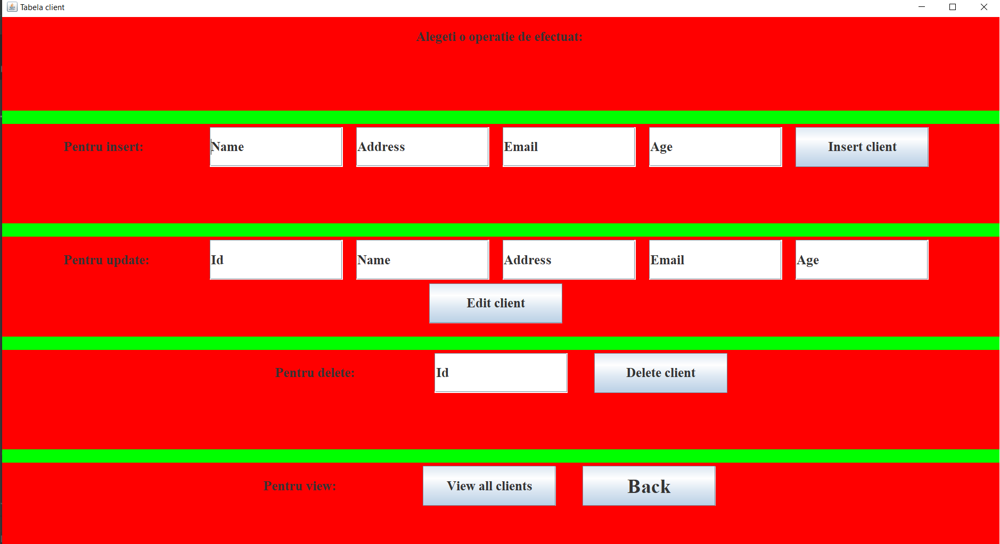 Tabela client
Alegeti o operatie de efectuat:
Pentru insert: Name Address Email Age Insert client
Pentru update: Id Name Address Email Age
Edit client
Pentru delete: Id Delete client
Pentru view: View all clients Back